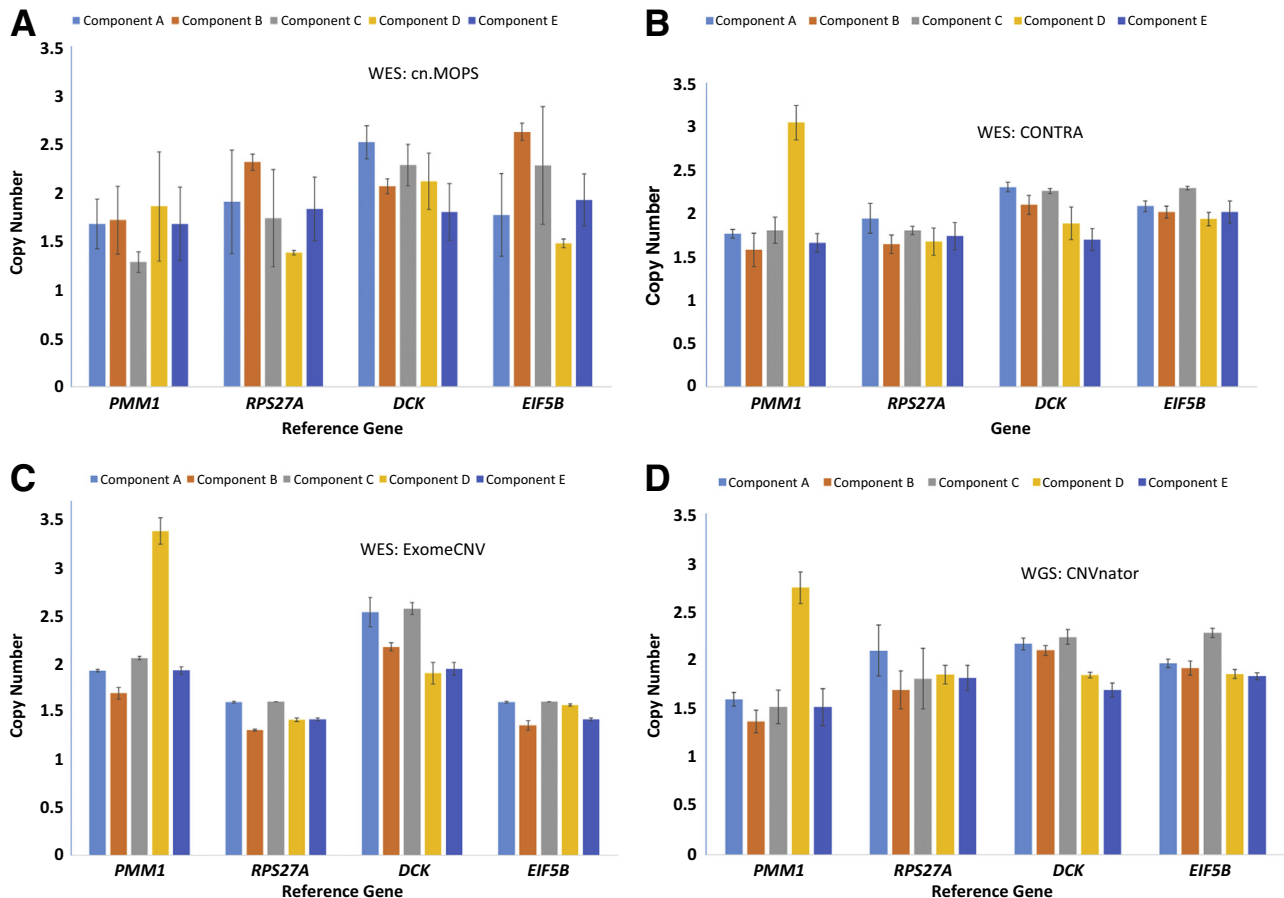 A
Component A Component B Component C Component D Component E
WES: cn.MOPS
Copy Number
3.5
3
2.5
2
1.5
1
0.5
0
PMM1 RPS27A DCK EIF5B
Reference Gene
B
Component A Component B Component C Component D Component E
WES: CONTRA
Copy Number
3.5
3
2.5
2
1.5
1
0.5
0
PMM1 RPS27A DCK EIF5B
Gene
C
Component A Component B Component C Component D Component E
WES: ExomeCNV
Copy Number
3.5
3
2.5
2
1.5
1
0.5
0
PMM1 RPS27A DCK EIF5B
Reference Gene
D
Component A Component B Component C Component D Component E
WGS: CNVnator
Copy Number
3.5
3
2.5
2
1.5
1
0.5
0
PMM1 RPS27A DCK EIF5B
Reference Gene